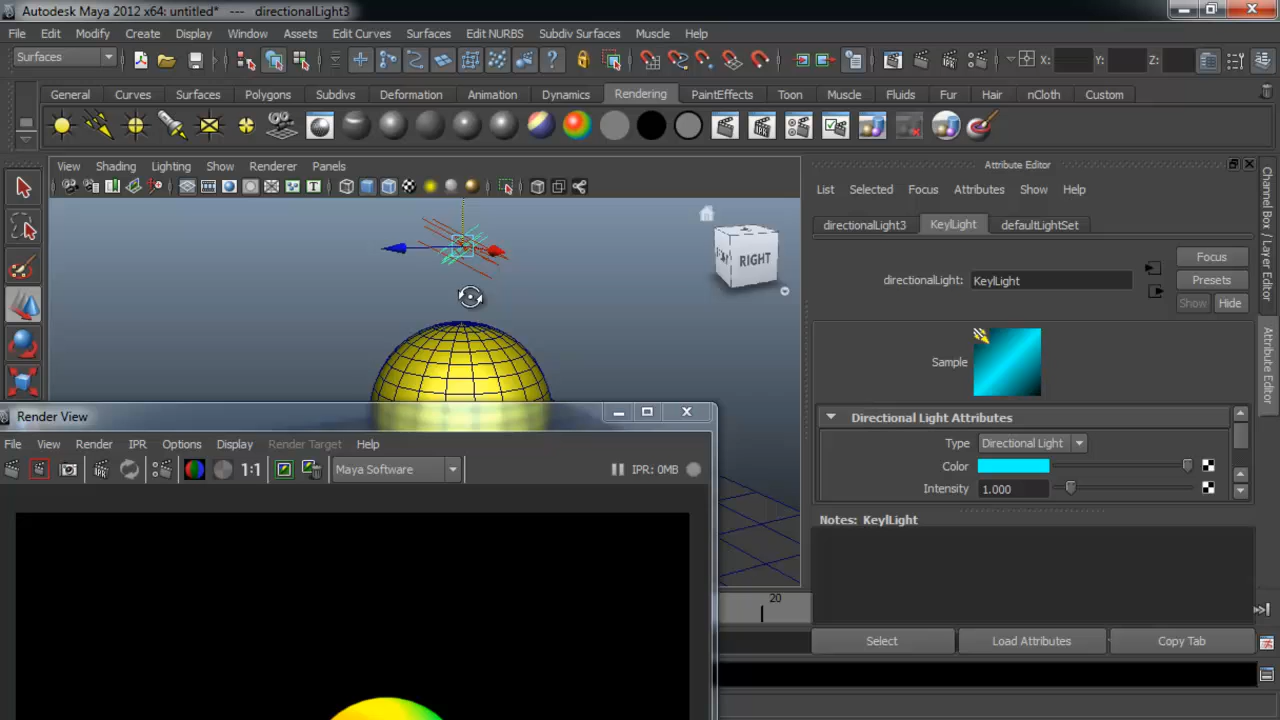 Autodesk Maya 2012 x64: untitled* --- directionalLight3
File Edit Modify Create Display Window Assets Edit Curves Surfaces Edit NURBS Subdiv Surfaces Muscle Help
Surfaces X: Y: Z:
General Curves Surfaces Polygons Subdivs Deformation Animation Dynamics Rendering PaintEffects Toon Muscle Fluids Fur Hair nCloth Custom
View Shading Lighting Show Renderer Panels
RIGHT
Attribute Editor
List Selected Focus Attributes Show Help
directionalLight3 KeylLight defaultLightSet
directionalLight: KeylLight
Focus
Presets
Show Hide
Sample
Directional Light Attributes
Type Directional Light
Color
Intensity 1.000
Notes: KeylLight
Select Load Attributes Copy Tab
Channel Box / Layer Editor
Attribute Editor
20
Render View
File View Render IPR Options Display Render Target Help
IPR 1:1 Maya Software IPR: 0MB